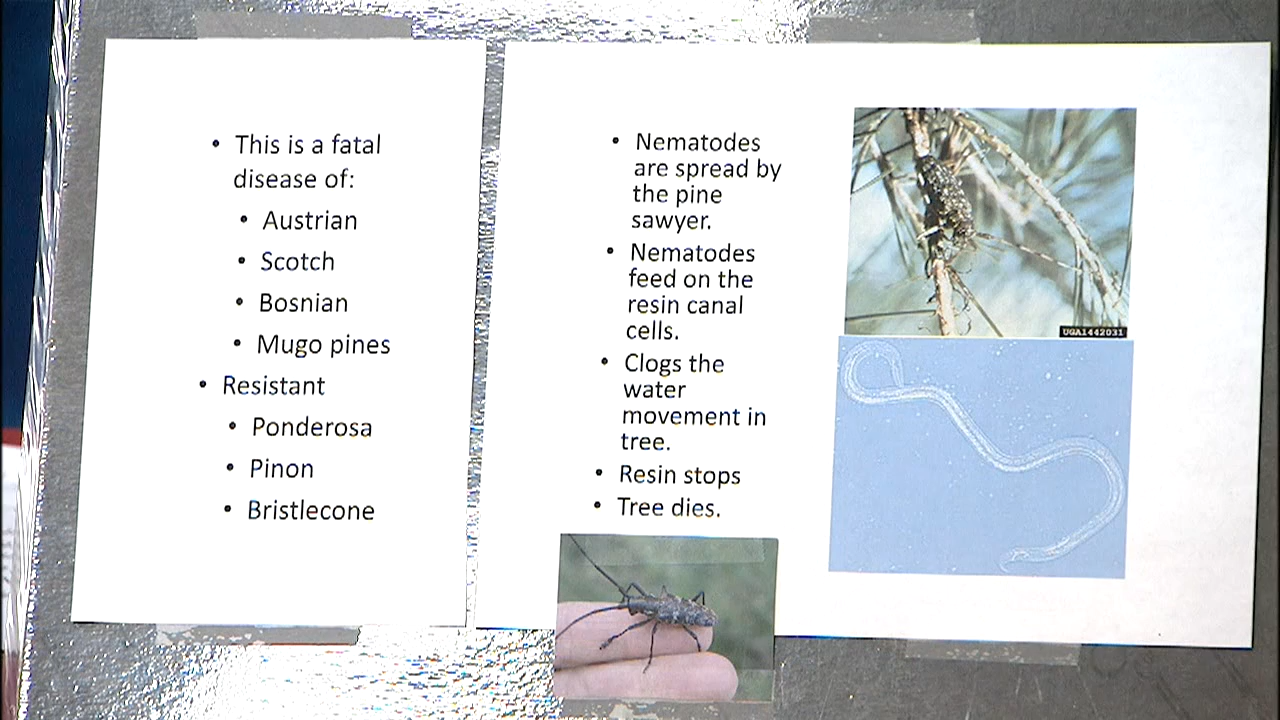 • This is a fatal
disease of:
• Austrian
• Scotch
• Bosnian
• Mugo pines
• Resistant
• Ponderosa
• Pinon
• Bristlecone
• Nematodes
are spread by
the pine
sawyer.
• Nematodes
feed on the
resin canal
cells.
• Clogs the
water
movement in
tree.
• Resin stops
• Tree dies.
UGA1442031